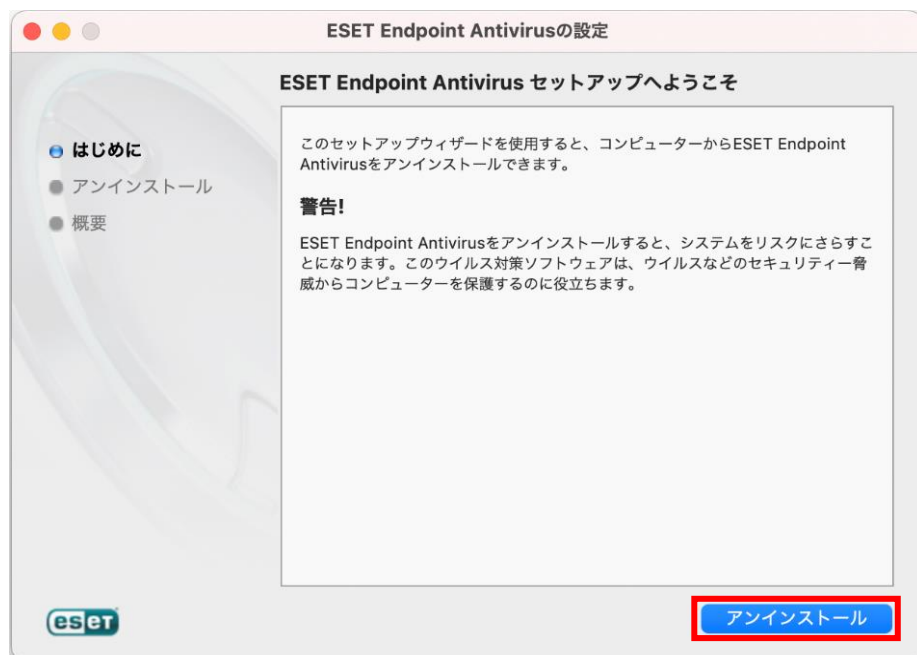 ESET Endpoint Antivirusの設定
ESET Endpoint Antivirus セットアップへようこそ
はじめに
アンインストール
概要
このセットアップウィザードを使用すると、コンピューターからESET Endpoint
Antivirusをアンインストールできます。
警告!
ESET Endpoint Antivirusをアンインストールすると、システムをリスクにさらすこ
とになります。このウイルス対策ソフトウェアは、ウイルスなどのセキュリティー脅
威からコンピューターを保護するのに役立ちます。
eset
アンインストール